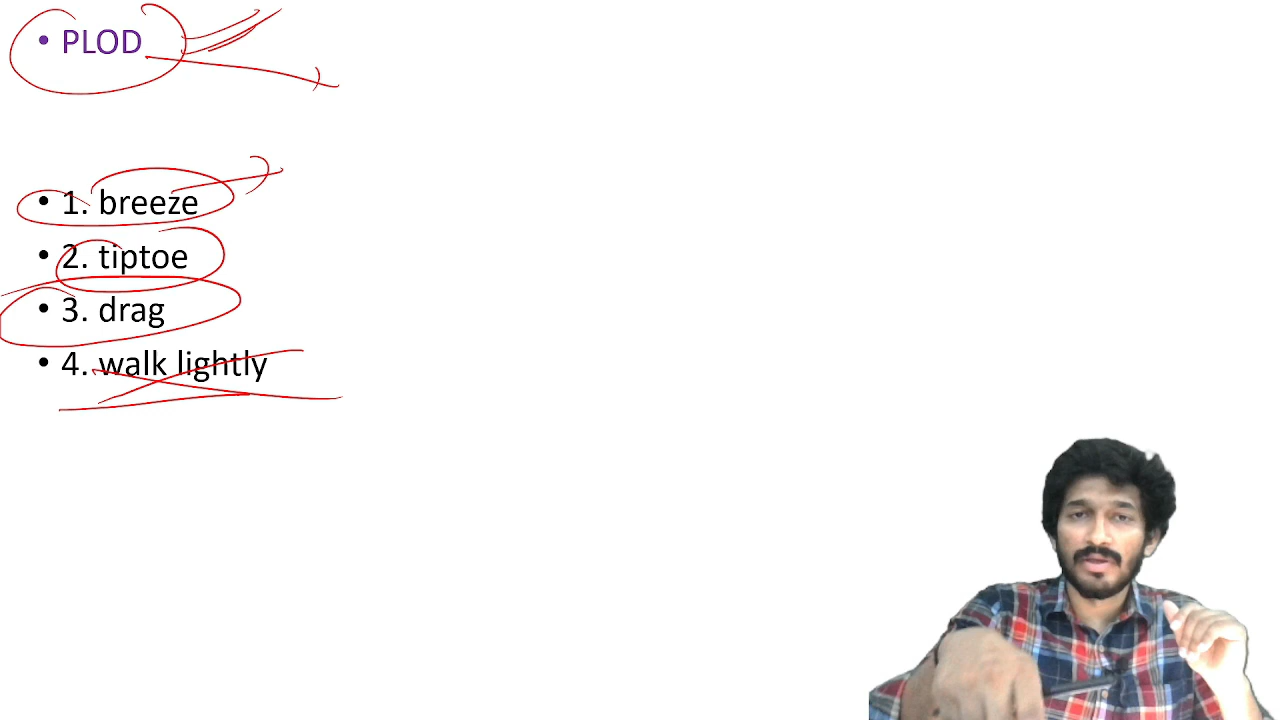 • PLOD
• 1. breeze
• 2. tiptoe
• 3. drag
• 4. walk lightly